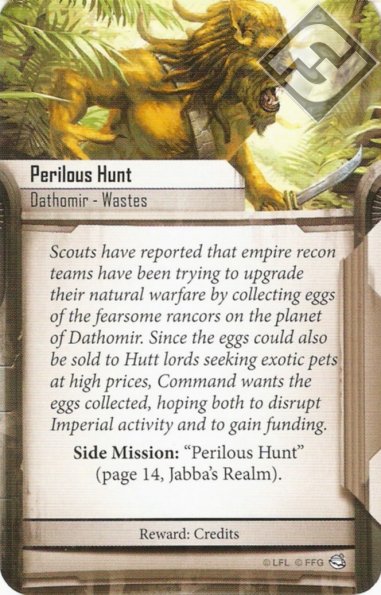 Perilous Hunt
Dathomir - Wastes
Scouts have reported that empire recon
teams have been trying to upgrade
their natural warfare by collecting eggs
of the fearsome rancors on the planet
of Dathomir. Since the eggs could also
be sold to Hutt lords seeking exotic pets
at high prices, Command wants the
eggs collected, hoping both to disrupt
Imperial activity and to gain funding.
Side Mission: “Perilous Hunt”
(page 14, Jabba’s Realm).
Reward: Credits
© LFL © FFG